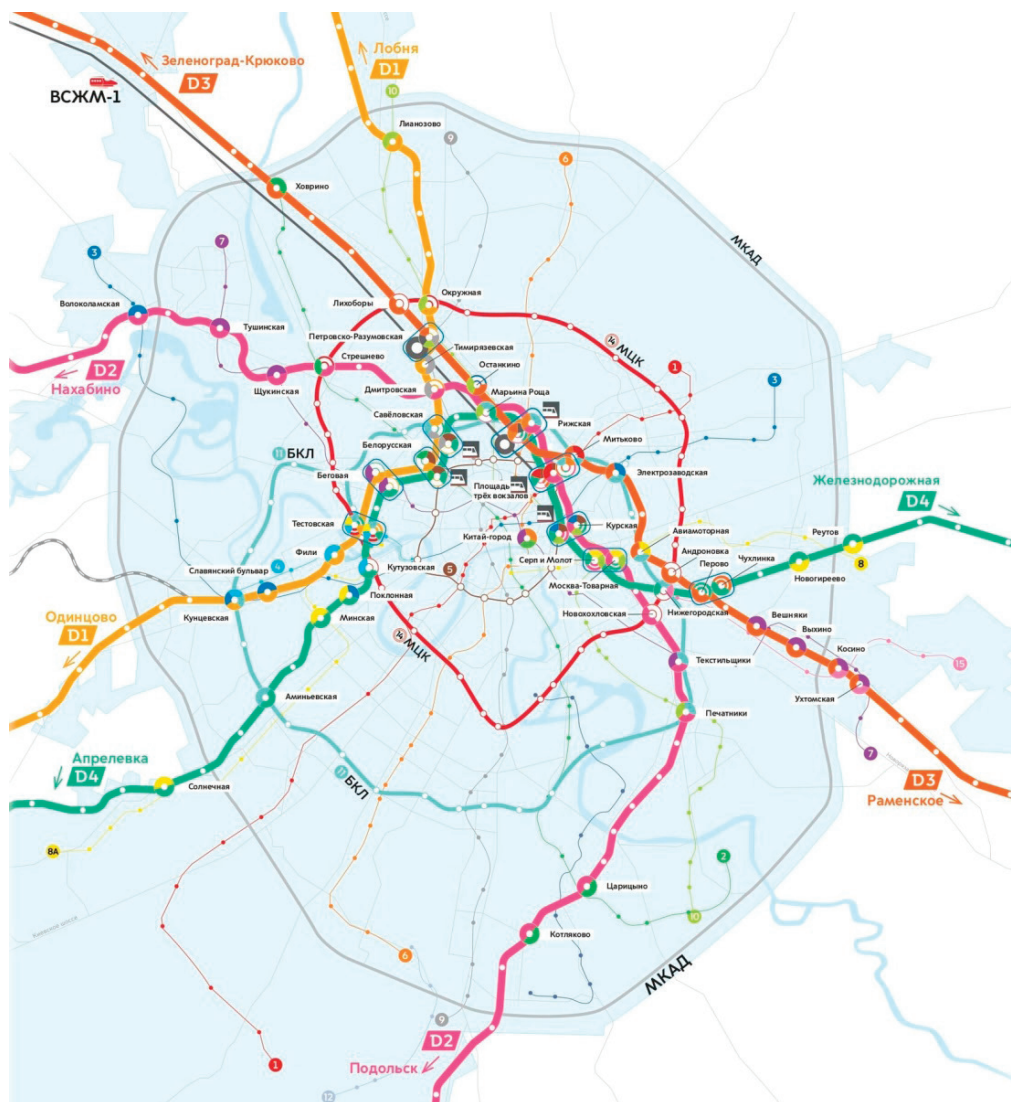 Лобня
D1
Зеленоград-Крюково
D3
ВСЖМ-1
10
Лианозово
9
6
Ховрино
МКАД
3
7
Волоколамская
Тушинская
Лихоборы
Окружная
Петровско-Разумовская
Тимирязевская
14 МЦК
1
D2
Нахабино
Стрешнево
Щукинская
Останкино
Дмитровская
Марьина Роща
3
Савёловская
Рижская
Белорусская
Митьково
11 БКЛ
Беговая
Площадь
трёх вокзалов
Электрозаводская
Железнодорожная
D4
Тестовская
Китай-город
Курская
Авиамоторная
Реутов
Фили
Андроновка
Чухлинка
8
Славянский бульвар
4
Кутузовская
5
Серп и Молот
Перово
Новогиреево
Москва-Товарная
Поклонная
Нижегородская
Одинцово
D1
Кунцевская
Минская
Новохохловская
Вешняки
Выхино
14 МЦК
Косино
15
Текстильщики
Аминьевская
Ухтомская
Печатники
7
Апрелевка
D4
11 БКЛ
D3
Раменское
Солнечная
8А
2
Царицыно
10
Киевское шоссе
Котляково
6
МКАД
9
D2
Подольск
1
12